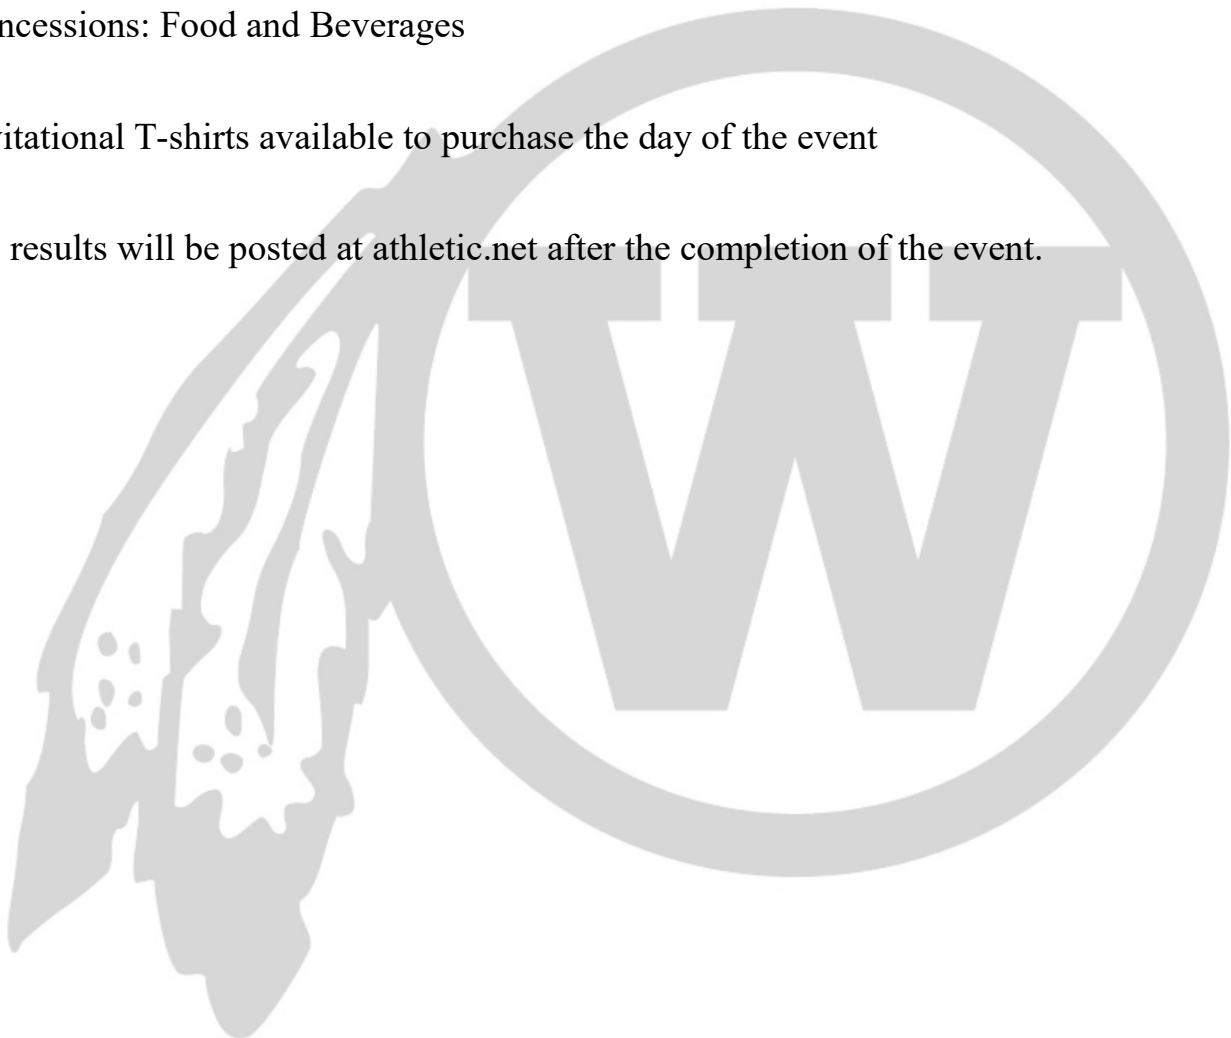 ncessions: Food and Beverages
vitational T-shirts available to purchase the day of the event
results will be posted at athletic.net after the completion of the event.
W